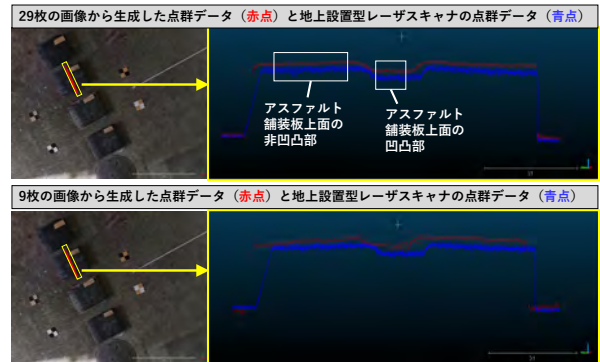 29枚の画像から生成した点群データ（赤点）と地上設置型レーザスキャナの点群データ（青点）
アスファルト
舗装板上面の
非凹凸部
アスファルト
舗装板上面の
凹凸部
9枚の画像から生成した点群データ（赤点）と地上設置型レーザスキャナの点群データ（青点）